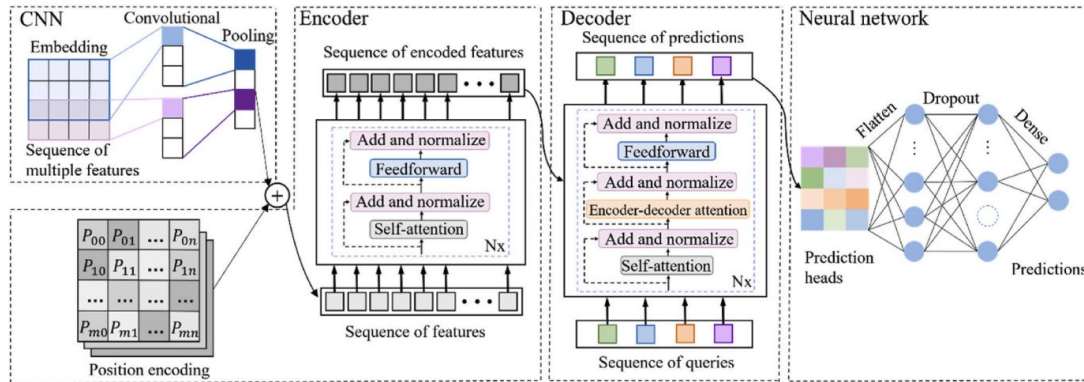 CNN
Convolutional
Embedding
Pooling
Sequence of
multiple features
P00 P01 ... P0n
P10 P11 ... P1n
... ... ... ...
Pm0 Pm1 ... Pmn
Position encoding
+
Encoder
Sequence of encoded features
...
Add and normalize
Feedforward
Add and normalize
Self-attention
Nx
...
Sequence of features
Decoder
Sequence of predictions
Add and normalize
Feedforward
Add and normalize
Encoder-decoder attention
Add and normalize
Self-attention
Nx
Sequence of queries
Neural network
Flatten
Dropout
Dense
Prediction
heads
Predictions